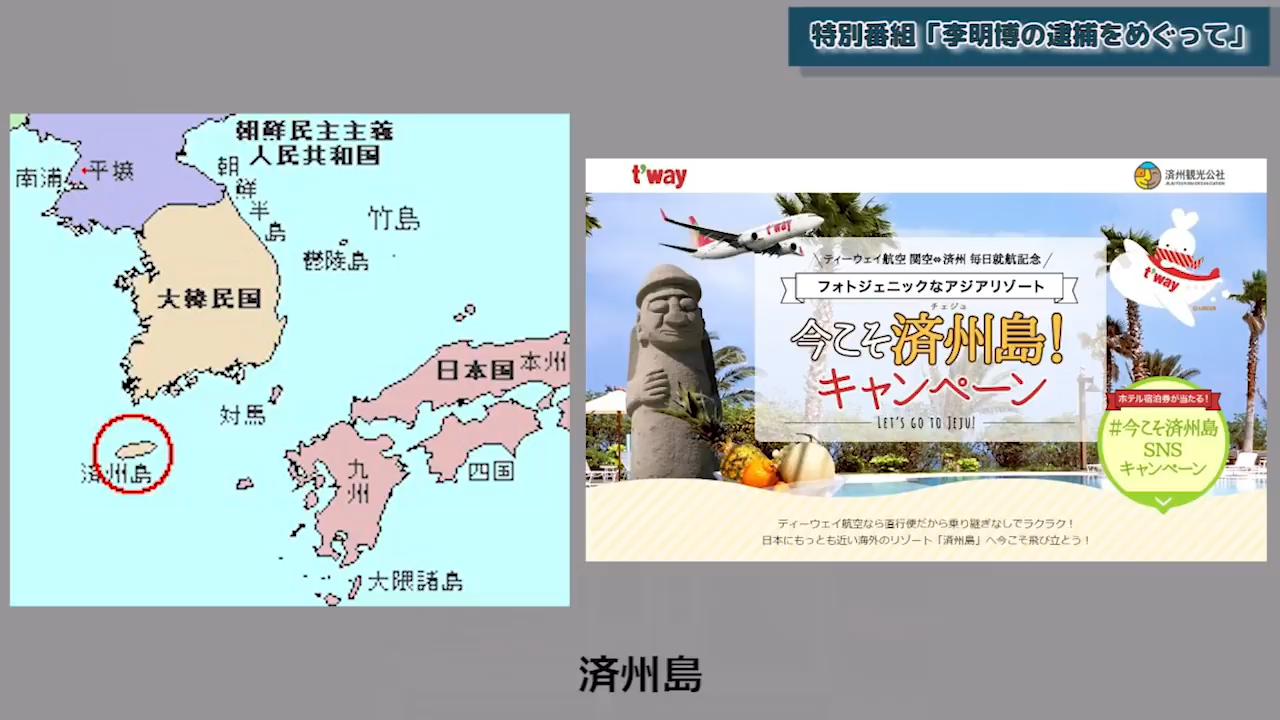 特別番組「李明博の逮捕をめぐって」
朝鮮民主主義
人民共和国
南浦
平壌
朝鮮半島
竹島
鬱陵島
大韓民国
日本国
本州
対馬
済州島
九州
四国
大隈諸島
t'way
済州観光公社
t'way
ティーウェイ航空 関空⇔済州 毎日就航記念
フォトジェニックなアジアリゾート
チェジュ
今こそ済州島!
キャンペーン
LET'S GO TO JEJU!
t'way
ホテル宿泊券が当たる!
#今こそ済州島
SNS
キャンペーン
ティーウェイ航空なら直行便だから乗り継ぎなしでラクラク!
日本にもっとも近い海外のリゾート「済州島」へ今こそ飛び立とう!
済州島